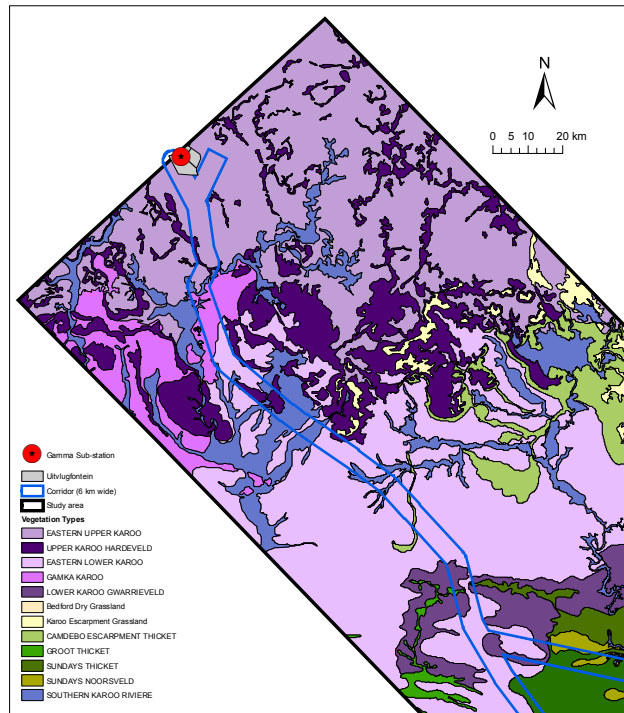 N
0 5 10 20 km
Gamma Sub-station
Uitvlugfontein
Corridor (6 km wide)
Study area
Vegetation Types
EASTERN UPPER KAROO
UPPER KAROO HARDEVELD
EASTERN LOWER KAROO
GAMKA KAROO
LOWER KAROO GWARRIEVELD
Bedford Dry Grassland
Karoo Escarpment Grassland
CAMDEBO ESCARPMENT THICKET
GROOT THICKET
SUNDAYS THICKET
SUNDAYS NOORSVELD
SOUTHERN KAROO RIVIERE